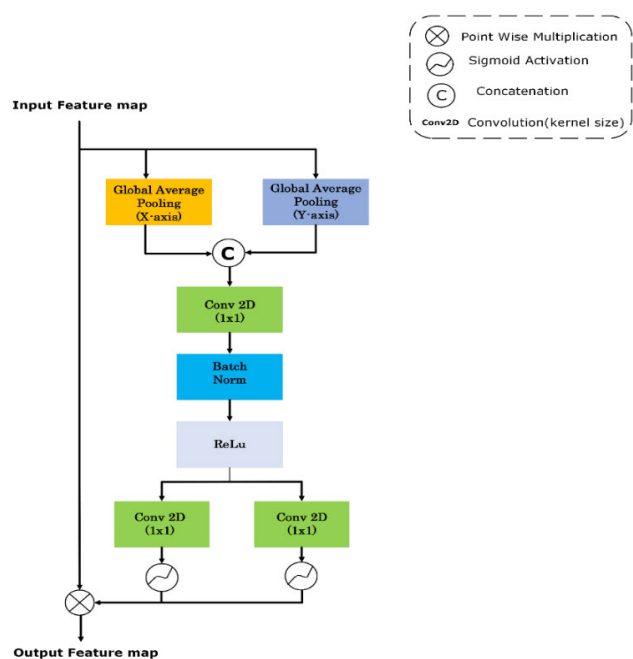 Point Wise Multiplication
Sigmoid Activation
C Concatenation
Conv2D Convolution(kernel size)
Input Feature map
Global Average
Pooling
(X-axis)
Global Average
Pooling
(Y-axis)
C
Conv 2D
(1x1)
Batch
Norm
ReLu
Conv 2D
(1x1)
Conv 2D
(1x1)
Output Feature map